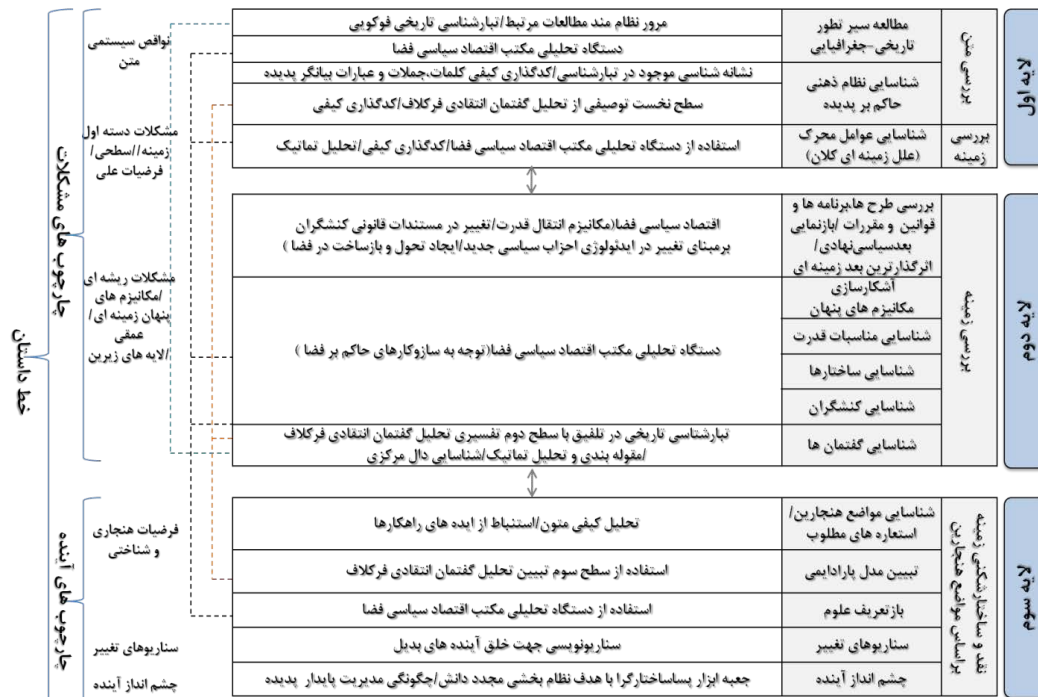 لایه اول
بررسی متن
مطالعه سیر تطور
تاریخی-جغرافیایی
مرور نظام مند مطالعات مرتبط/تبارشناسی تاریخی فوکویی
دستگاه تحلیلی مکتب اقتصاد سیاسی فضا
شناسایی نظام ذهنی
حاکم بر پدیده
نشانه شناسی موجود در تبارشناسی/کدگذاری کیفی کلمات،جملات و عبارات بیانگر پدیده
سطح نخست توصیفی از تحلیل گفتمان انتقادی فرکلاف/کدگذاری کیفی
بررسی
زمینه
شناسایی عوامل محرک
(علل زمینه ای کلان)
استفاده از دستگاه تحلیلی مکتب اقتصاد سیاسی فضا/کدگذاری کیفی/تحلیل تماتیک
لایه دوم
بررسی زمینه
بررسی طرح ها،برنامه ها و
قوانین و مقررات /بازنمایی
بعدسیاسی‌نهادی/
اثرگذارترین بعد زمینه ای
اقتصاد سیاسی فضا(مکانیزم انتقال قدرت/تغییر در مستندات قانونی کنشگران
برمبنای تغییر در ایدئولوژی احزاب سیاسی جدید/ایجاد تحول و بازساخت در فضا )
آشکارسازی
مکانیزم های پنهان
شناسایی مناسبات قدرت
شناسایی ساختارها
شناسایی کنشگران
دستگاه تحلیلی مکتب اقتصاد سیاسی فضا(توجه به سازوکارهای حاکم بر فضا )
شناسایی گفتمان ها
تبارشتاسی تاریخی در تلفیق با سطح دوم تفسیری تحلیل گفتمان انتقادی فرکلاف
/مقوله بندی و تحلیل تماتیک/شناسایی دال مرکزی
لایه سوم
نقد و ساختارشکنی زمینه
براساس مواضع هنجارین
شناسایی مواضع هنجارین/
استعاره های مطلوب
تحلیل کیفی متون/استنباط از ایده های راهکارها
تبیین مدل پارادایمی
استفاده از سطح سوم تبیین تحلیل گفتمان انتقادی فرکلاف
بازتعریف علوم
استفاده از دستگاه تحلیلی مکتب اقتصاد سیاسی فضا
سناریوهای تغییر
سناریونویسی جهت خلق آینده های بدیل
چشم انداز آینده
جعبه ابزار پساساختارگرا با هدف نظام بخشی مجدد دانش/چگونگی مدیریت پایدار پدیده
نواقص سیستمی
متن
مشکلات دسته اول
زمینه//سطحی/
فرضیات علی
مشکلات ریشه ای
/مکانیزم های
پنهان زمینه ای/
عمقی
/لایه های زیرین
فرضیات هنجاری
و شناختی
سناریوهای تغییر
چشم انداز آینده
چارچوب های مشکلات
چارچوب های آینده
خط داستان